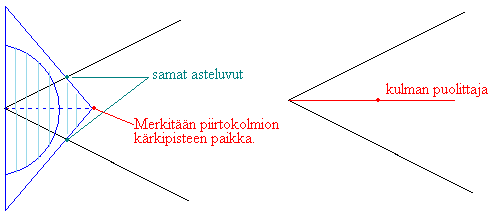 samat asteluvut
kulman puolittaja
Merkitään piirtokolmion
kärkipisteen paikka.